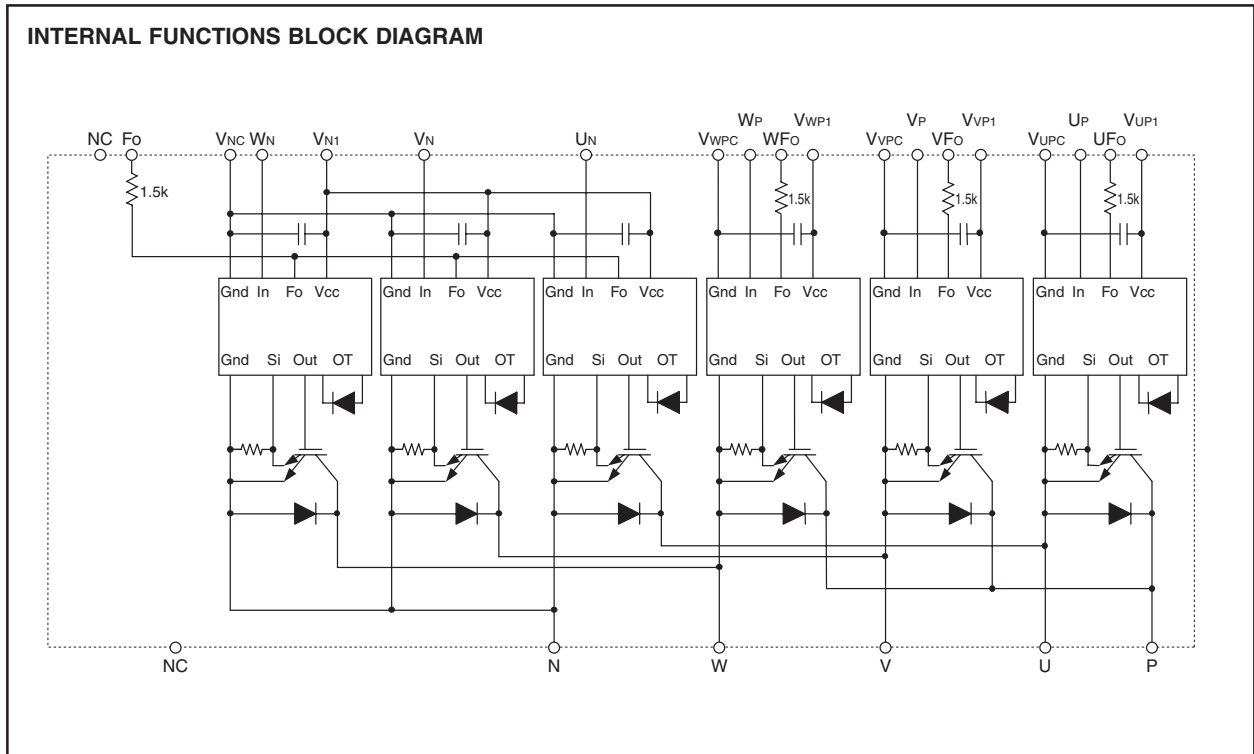 INTERNAL FUNCTIONS BLOCK DIAGRAM
WP VWP1 VP VVP1 UP VUP1
NC FO VNC WN VN1 VN UN VWPC WFO VVPC VFO VUPC UFO
1.5k 1.5k 1.5k 1.5k
Gnd In Fo Vcc Gnd In Fo Vcc Gnd In Fo Vcc Gnd In Fo Vcc Gnd In Fo Vcc Gnd In Fo Vcc
Gnd Si Out OT Gnd Si Out OT Gnd Si Out OT Gnd Si Out OT Gnd Si Out OT Gnd Si Out OT
NC N W V U P